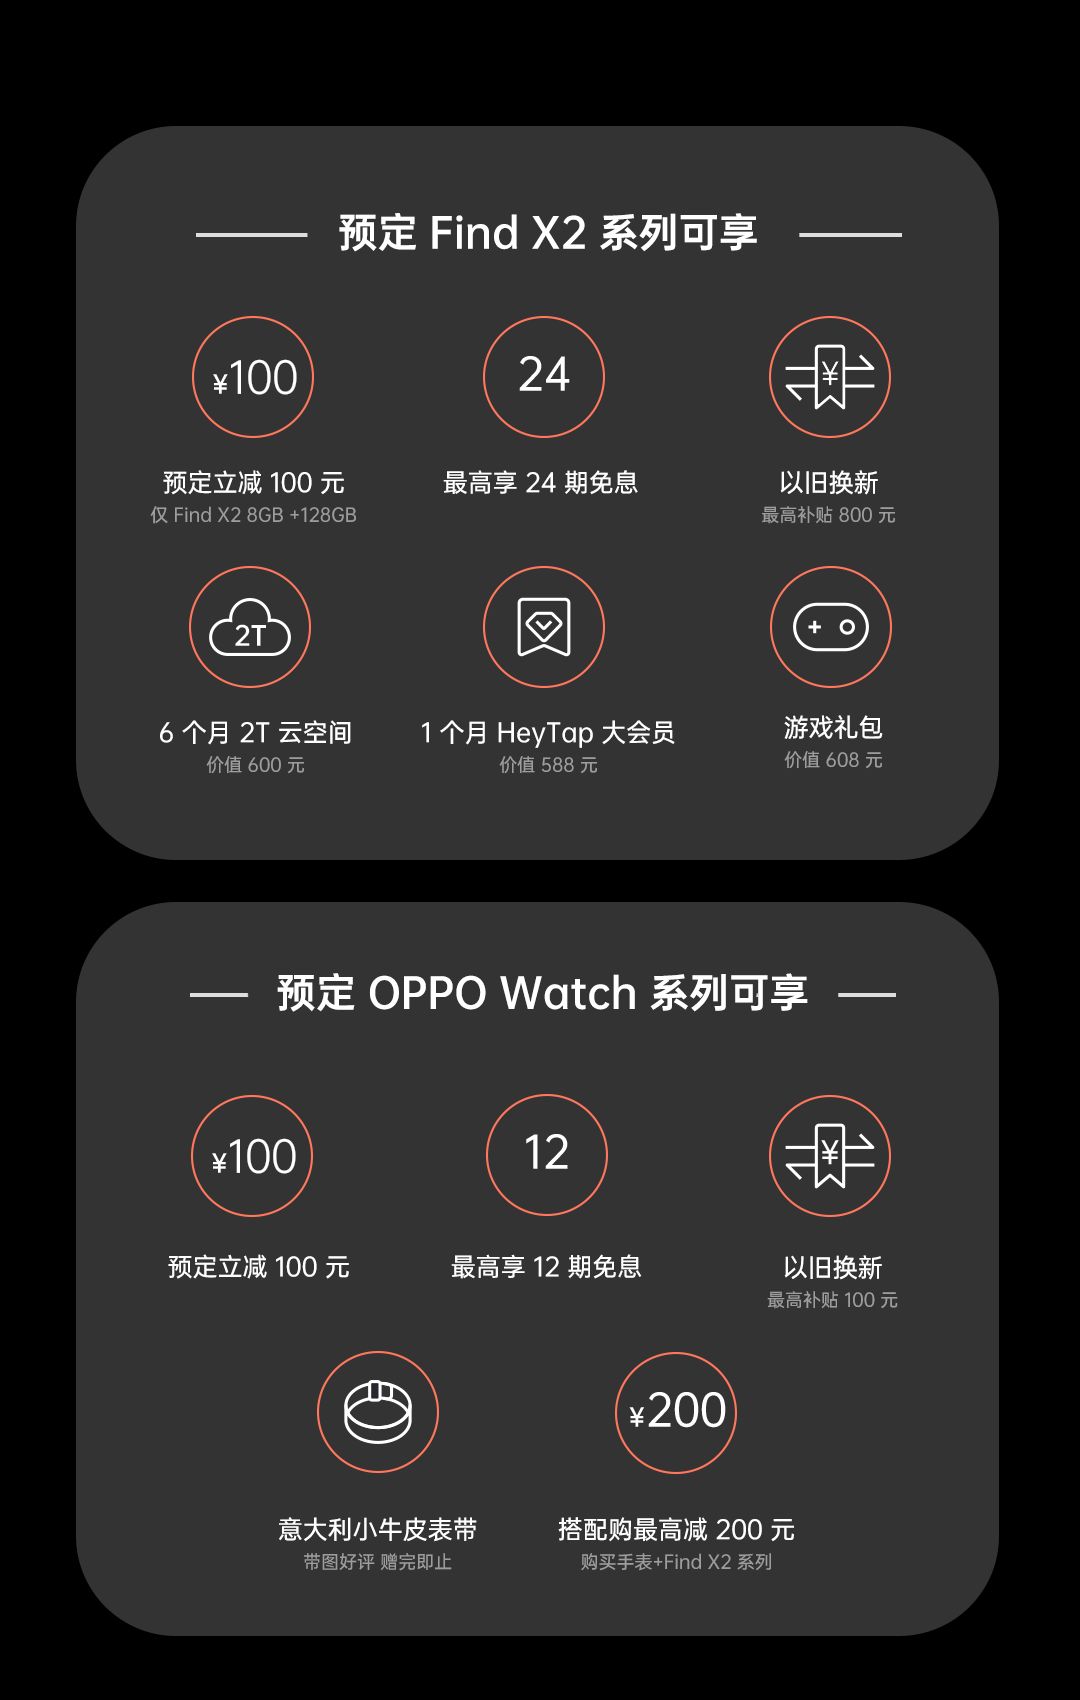 预定 Find X2 系列可享
¥100
24
¥
预定立减 100 元
最高享 24 期免息
以旧换新
仅 Find X2 8GB +128GB
最高补贴 800 元
2T
6 个月 2T 云空间
1 个月 HeyTap 大会员
游戏礼包
价值 600 元
价值 588 元
价值 608 元
预定 OPPO Watch 系列可享
¥100
12
¥
预定立减 100 元
最高享 12 期免息
以旧换新
最高补贴 100 元
¥200
意大利小牛皮表带
搭配购最高减 200 元
带图好评 赠完即止
购买手表+Find X2 系列